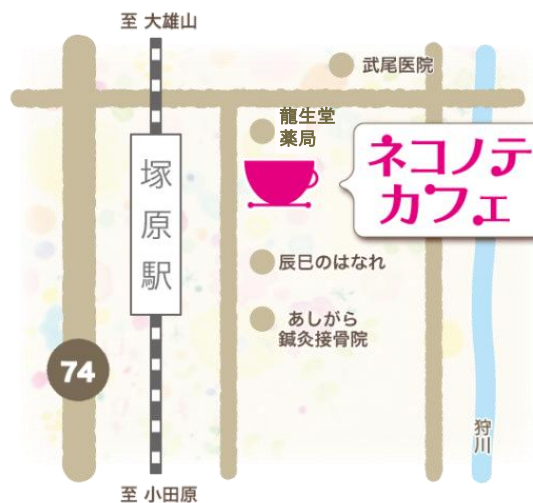 至 大雄山
武尾医院
龍生堂
薬局
ネコノテ
カフェ
塚原駅
辰巳のはなれ
あしがら
鍼灸接骨院
74
狩川
至 小田原